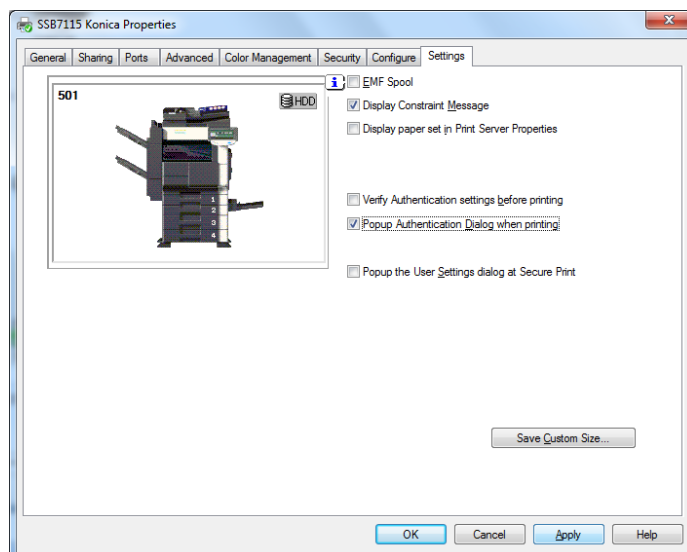 SSB7115 Konica Properties
General Sharing Ports Advanced Color Management Security Configure Settings
501
HDD
i
EMF Spool
Display Constraint Message
Display paper set in Print Server Properties
1
2
3
4
Verify Authentication settings before printing
Popup Authentication Dialog when printing
Popup the User Settings dialog at Secure Print
Save Custom Size...
OK Cancel Apply Help